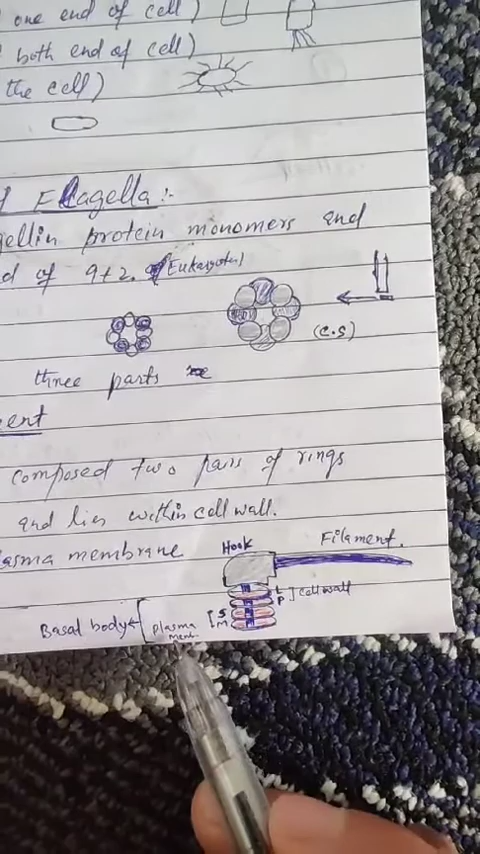 one end of cell)
both end of cell)
the cell)
Flagella:-
gellin protein monomers and
d of 9+2. (Eukaryotes)
(C.S)
three parts
ent
composed two pairs of rings
and lies within cell wall.
lasma membrane
Hook
Filament.
L
P
] cell wall
S
M
Basal body
plasma